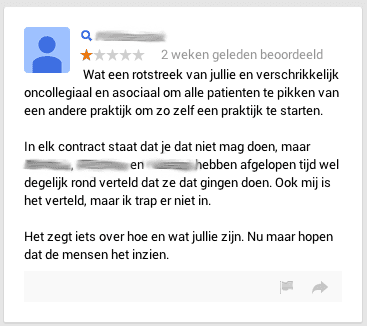 2 weken geleden beoordeeld
Wat een rotstreek van jullie en verschrikkelijk
oncollegiaal en asociaal om alle patienten te pikken van
een andere praktijk om zo zelf een praktijk te starten.
In elk contract staat dat je dat niet mag doen, maar
, en hebben afgelopen tijd wel
degelijk rond verteld dat ze dat gingen doen. Ook mij is
het verteld, maar ik trap er niet in.
Het zegt iets over hoe en wat jullie zijn. Nu maar hopen
dat de mensen het inzien.